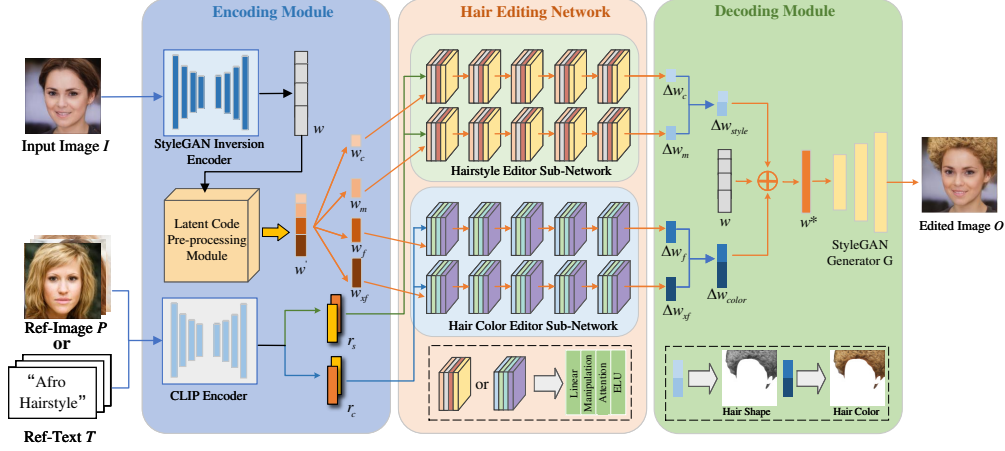 Encoding Module
Hair Editing Network
Decoding Module
Input Image I
StyleGAN Inversion
Encoder
w
Latent Code
Pre-processing
Module
w'
w_c
w_m
w_f
w_xf
Ref-Image P
or
"Afro
Hairstyle"
Ref-Text T
CLIP Encoder
r_s
r_c
Hairstyle Editor Sub-Network
Hair Color Editor Sub-Network
or
Linear
Manipulation
Attention
ELU
Δw_c
Δw_m
Δw_style
w
Δw_f
Δw_xf
Δw_color
w*
StyleGAN
Generator G
Edited Image O
Hair Shape
Hair Color